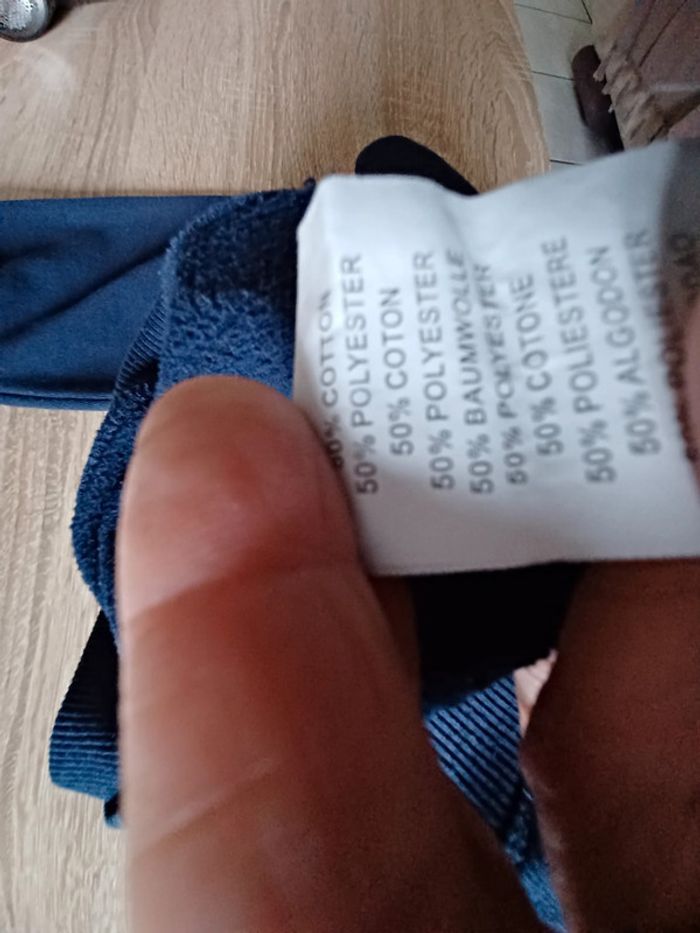 50% COTTON
50% POLYESTER
50% COTON
50% POLYESTER
50% BAUMWOLLE
50% POLYESTER
50% COTONE
50% POLIESTERE
50% ALGODON